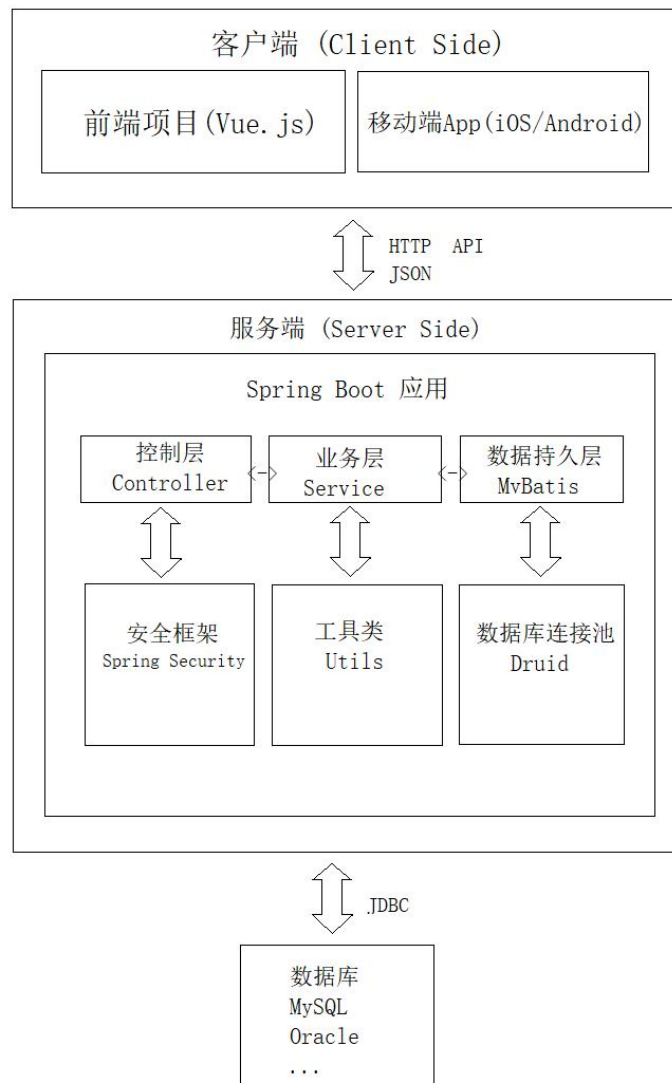 客户端 (Client Side)
前端项目(Vue.js)
移动端App(iOS/Android)
HTTP API
JSON
服务端 (Server Side)
Spring Boot 应用
控制层
Controller
<->
业务层
Service
<->
数据持久层
MvBatis
安全框架
Spring Security
工具类
Utils
数据库连接池
Druid
JDBC
数据库
MySQL
Oracle
...